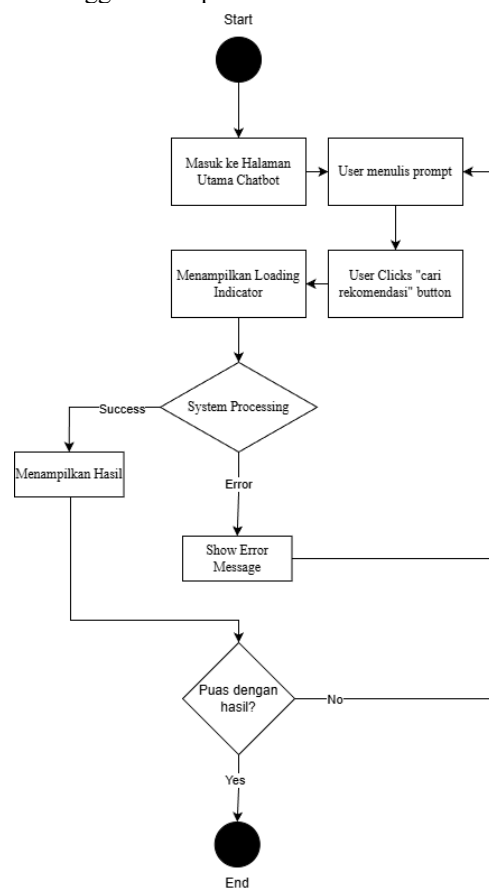 Start
Masuk ke Halaman
Utama Chatbot
User menulis prompt
Menampilkan Loading
Indicator
User Clicks "cari
rekomendasi" button
System Processing
Success
Menampilkan Hasil
Error
Show Error
Message
Puas dengan
hasil?
No
Yes
End